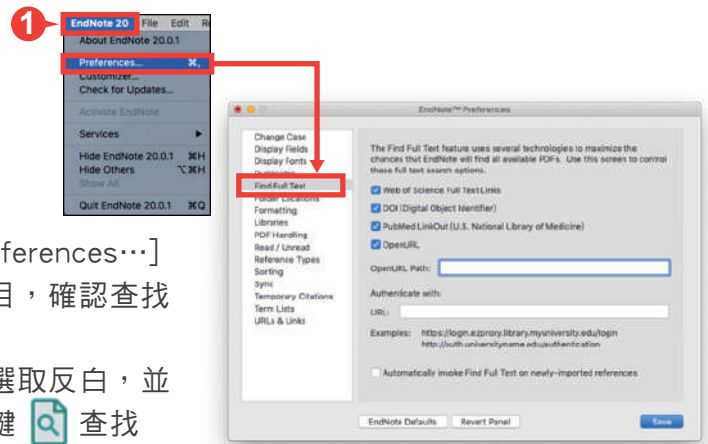 1
EndNote 20 File Edit R
About EndNote 20.0.1
Preferences... ⌘,
Customizer...
Check for Updates...
Activate EndNote
Services
Hide EndNote 20.0.1 ⌘H
Hide Others ⌥⌘H
Show All
Quit EndNote 20.0.1 ⌘Q
eferences…]
目，確認查找
選取反白，並
鍵 查找
EndNote™ Preferences
Change Case
Display Fields
Display Fonts
Duplicates
Find Full Text
Folder Locations
Formatting
Libraries
PDF Handling
Read / Unread
Reference Types
Sorting
Sync
Temporary Citations
Term Lists
URLs & Links
The Find Full Text feature uses several technologies to maximize the
chances that EndNote will find all available PDFs. Use this screen to control
these full text search options.
Web of Science Full Text Links
DOI (Digital Object Identifier)
PubMed LinkOut (U.S. National Library of Medicine)
OpenURL
OpenURL Path:
Authenticate with:
URL:
Examples: https://login.ezproxy.library.myuniversity.edu/login
http://auth.universityname.edu/authentication
Automatically invoke Find Full Text on newly-imported references
EndNote Defaults Revert Panel Save